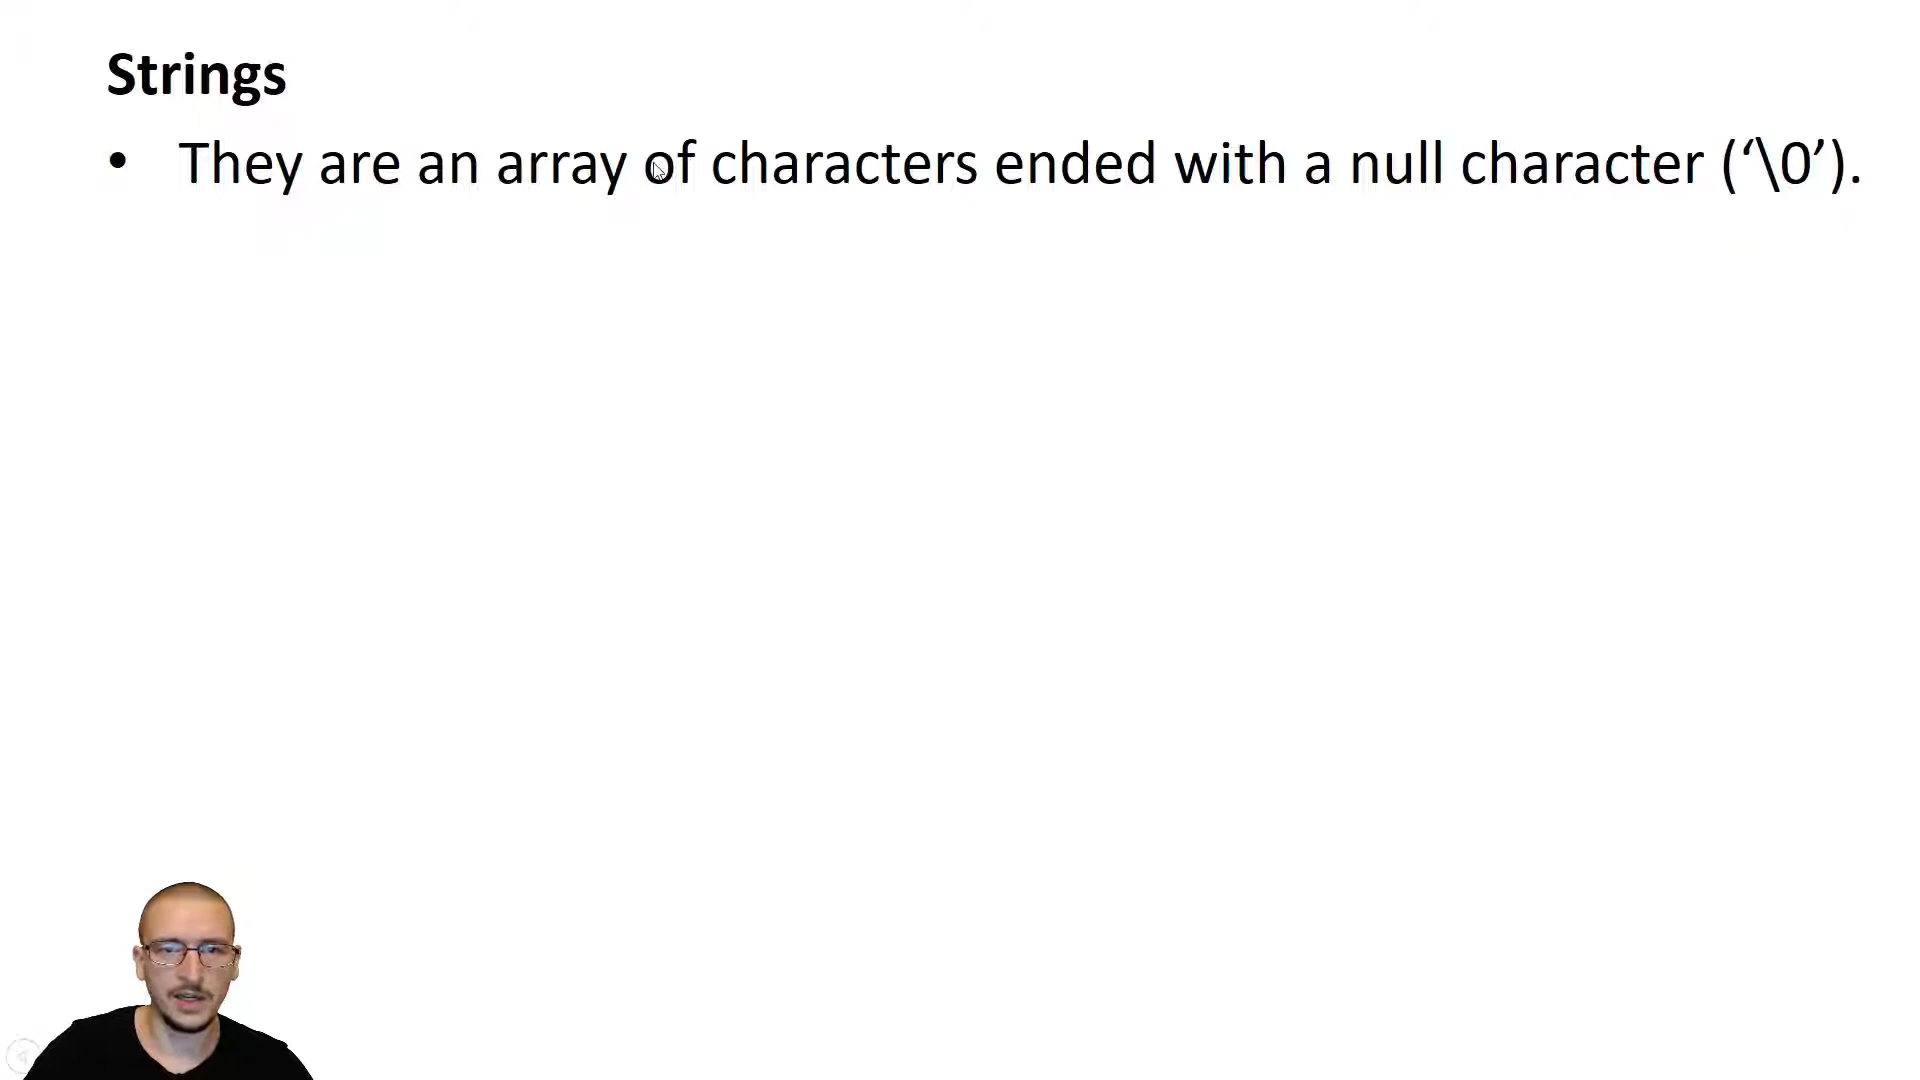 Strings
• They are an array of characters ended with a null character (‘\0’).